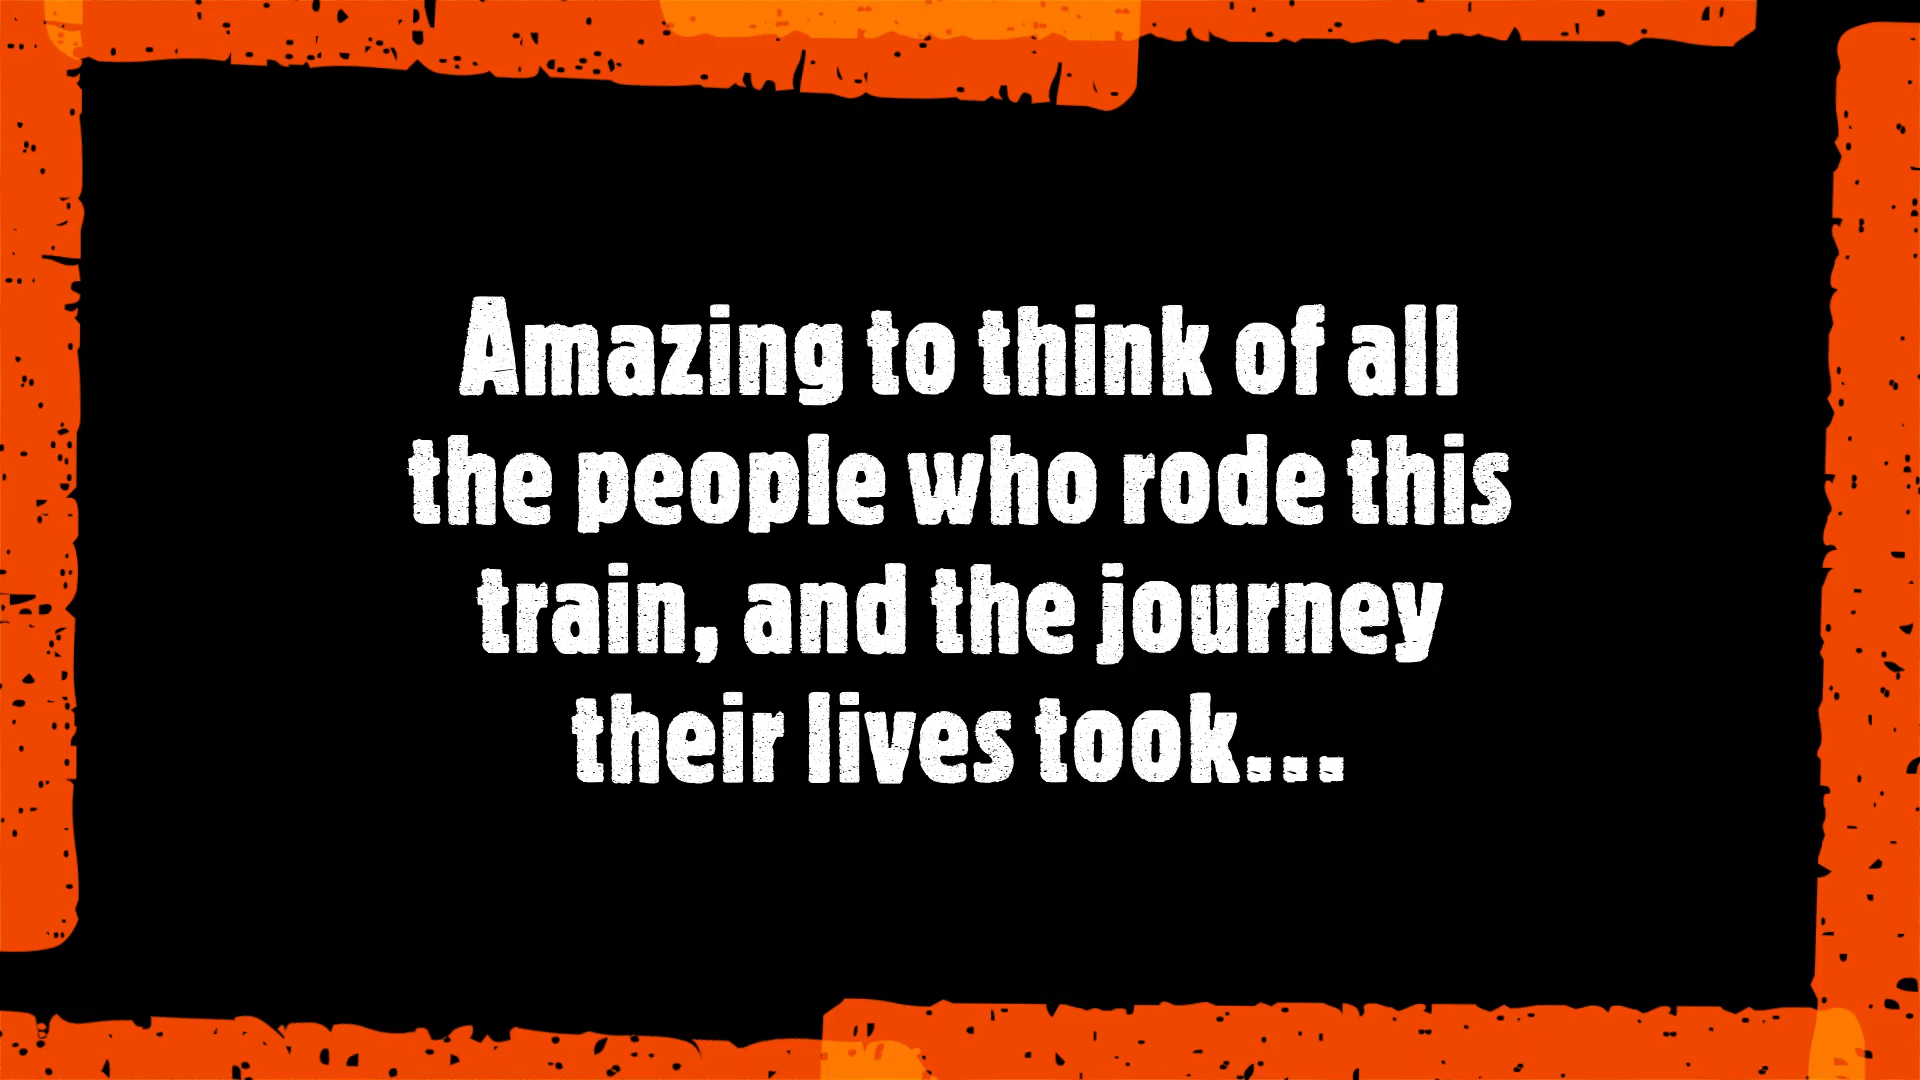 Amazing to think of all
the people who rode this
train, and the journey
their lives took...